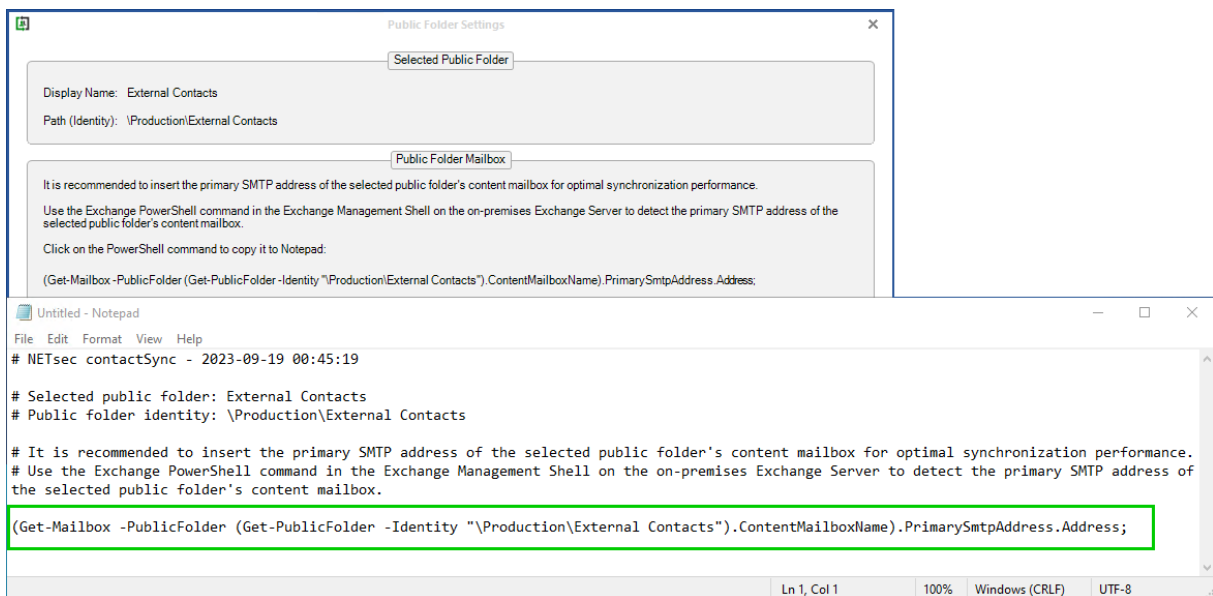 Public Folder Settings
Selected Public Folder
Display Name: External Contacts
Path (Identity): \Production\External Contacts
Public Folder Mailbox
It is recommended to insert the primary SMTP address of the selected public folder's content mailbox for optimal synchronization performance.
Use the Exchange PowerShell command in the Exchange Management Shell on the on-premises Exchange Server to detect the primary SMTP address of the
selected public folder's content mailbox.
Click on the PowerShell command to copy it to Notepad:
(Get-Mailbox -PublicFolder (Get-PublicFolder -Identity "\Production\External Contacts").ContentMailboxName).PrimarySmtpAddress.Address;
Untitled - Notepad
File Edit Format View Help
# NETsec contactSync - 2023-09-19 00:45:19
# Selected public folder: External Contacts
# Public folder identity: \Production\External Contacts
# It is recommended to insert the primary SMTP address of the selected public folder's content mailbox for optimal synchronization performance.
# Use the Exchange PowerShell command in the Exchange Management Shell on the on-premises Exchange Server to detect the primary SMTP address of
the selected public folder's content mailbox.
(Get-Mailbox -PublicFolder (Get-PublicFolder -Identity "\Production\External Contacts").ContentMailboxName).PrimarySmtpAddress.Address;
Ln 1, Col 1 100% Windows (CRLF) UTF-8